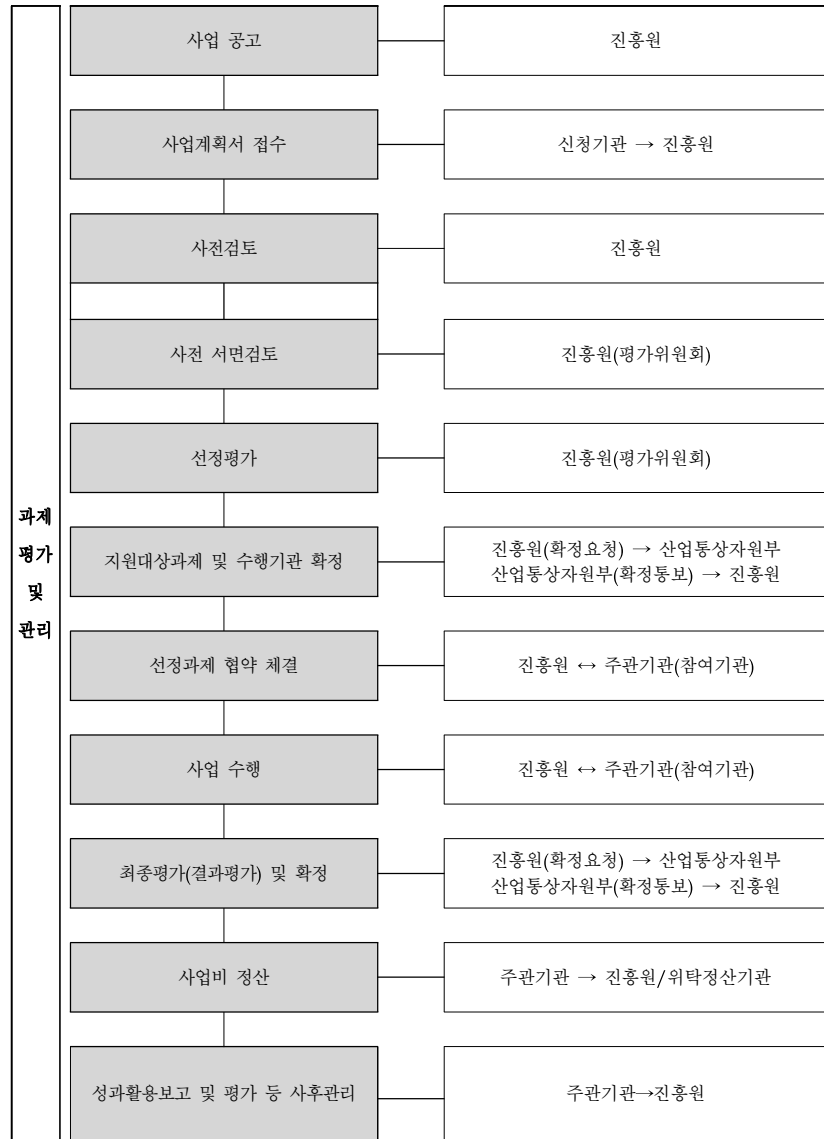 과제
평가
및
관리
사업 공고
진흥원
사업계획서 접수
신청기관 → 진흥원
사전검토
진흥원
사전 서면검토
진흥원(평가위원회)
선정평가
진흥원(평가위원회)
지원대상과제 및 수행기관 확정
진흥원(확정요청) → 산업통상자원부
산업통상자원부(확정통보) → 진흥원
선정과제 협약 체결
진흥원 ↔ 주관기관(참여기관)
사업 수행
진흥원 ↔ 주관기관(참여기관)
최종평가(결과평가) 및 확정
진흥원(확정요청) → 산업통상자원부
산업통상자원부(확정통보) → 진흥원
사업비 정산
주관기관 → 진흥원/위탁정산기관
성과활용보고 및 평가 등 사후관리
주관기관→진흥원